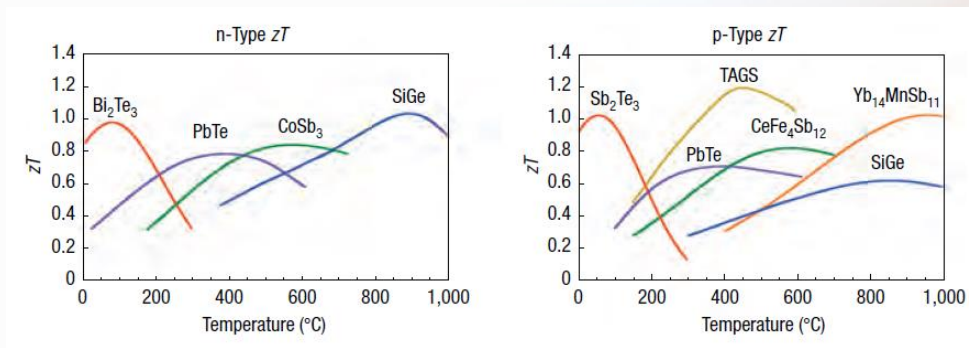 n-Type zT
1.4
1.2
1.0
0.8
0.6
0.4
0.2
0
zT
Bi₂Te₃
PbTe
CoSb₃
SiGe
0 200 400 600 800 1,000
Temperature (°C)
p-Type zT
1.4
1.2
1.0
0.8
0.6
0.4
0.2
0
zT
Sb₂Te₃
TAGS
PbTe
CeFe₄Sb₁₂
Yb₁₄MnSb₁₁
SiGe
0 200 400 600 800 1,000
Temperature (°C)